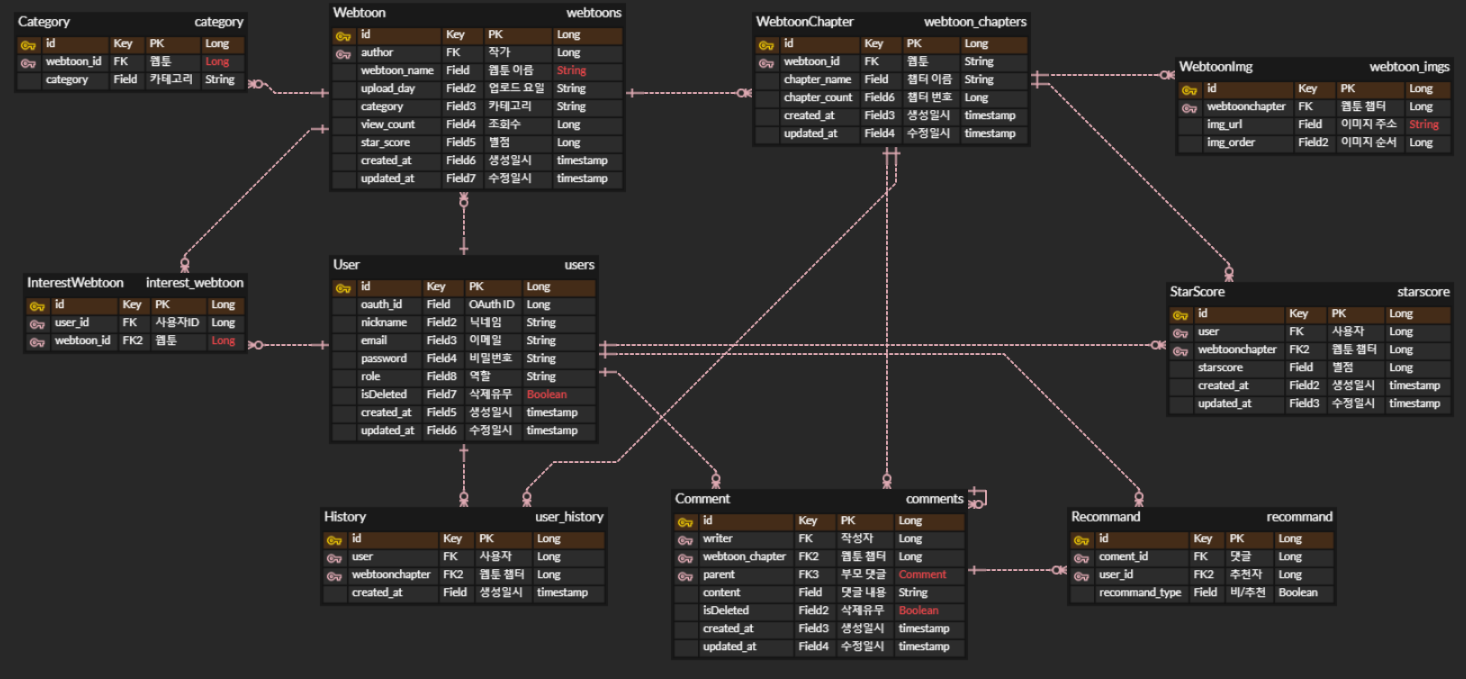 Category category
id Key PK Long
webtoon_id FK 웹툰 Long
category Field 카테고리 String
Webtoon webtoons
id Key PK Long
author FK 작가 Long
webtoon_name Field 웹툰 이름 String
upload_day Field2 업로드 요일 String
category Field3 카테고리 String
view_count Field4 조회수 Long
star_score Field5 별점 Long
created_at Field6 생성일시 timestamp
updated_at Field7 수정일시 timestamp
WebtoonChapter webtoon_chapters
id Key PK Long
webtoon_id FK 웹툰 String
chapter_name Field 챕터 이름 String
chapter_count Field6 챕터 번호 Long
created_at Field3 생성일시 timestamp
updated_at Field4 수정일시 timestamp
WebtoonImg webtoon_imgs
id Key PK Long
webtoonchapter FK 웹툰 챕터 Long
img_url Field 이미지 주소 String
img_order Field2 이미지 순서 Long
InterestWebtoon interest_webtoon
id Key PK Long
user_id FK 사용자ID Long
webtoon_id FK2 웹툰 Long
User users
id Key PK Long
oauth_id Field OAuth ID Long
nickname Field2 닉네임 String
email Field3 이메일 String
password Field4 비밀번호 String
role Field8 역할 String
isDeleted Field7 삭제유무 Boolean
created_at Field5 생성일시 timestamp
updated_at Field6 수정일시 timestamp
StarScore starscore
id Key PK Long
user FK 사용자 Long
webtoonchapter FK2 웹툰 챕터 Long
starscore Field 별점 Long
created_at Field2 생성일시 timestamp
updated_at Field3 수정일시 timestamp
History user_history
id Key PK Long
user FK 사용자 Long
webtoonchapter FK2 웹툰 챕터 Long
created_at Field 생성일시 timestamp
Comment comments
id Key PK Long
writer FK 작성자 Long
webtoon_chapter FK2 웹툰 챕터 Long
parent FK3 부모 댓글 Comment
content Field 댓글 내용 String
isDeleted Field2 삭제유무 Boolean
created_at Field3 생성일시 timestamp
updated_at Field4 수정일시 timestamp
Recommand recommand
id Key PK Long
coment_id FK 댓글 Long
user_id FK2 추천자 Long
recommand_type Field 비/추천 Boolean